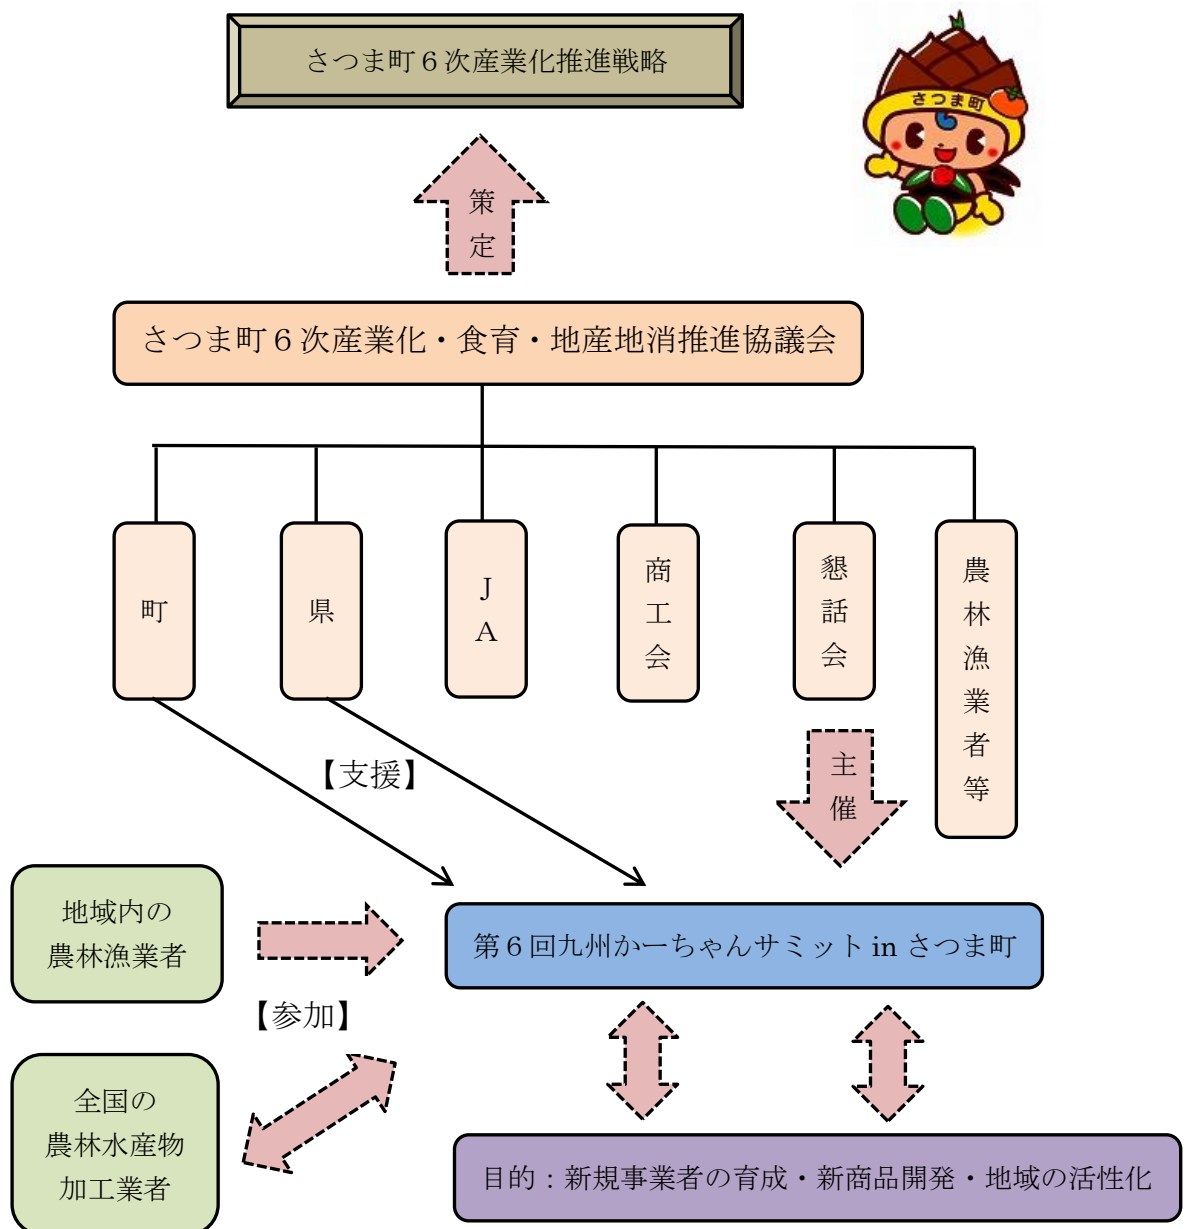 さつま町６次産業化推進戦略
さつま町
策定
さつま町６次産業化・食育・地産地消推進協議会
町
県
JA
商工会
懇話会
農林漁業者等
【支援】
主催
地域内の
農林漁業者
第６回九州かーちゃんサミット in さつま町
【参加】
全国の
農林水産物
加工業者
目的：新規事業者の育成・新商品開発・地域の活性化